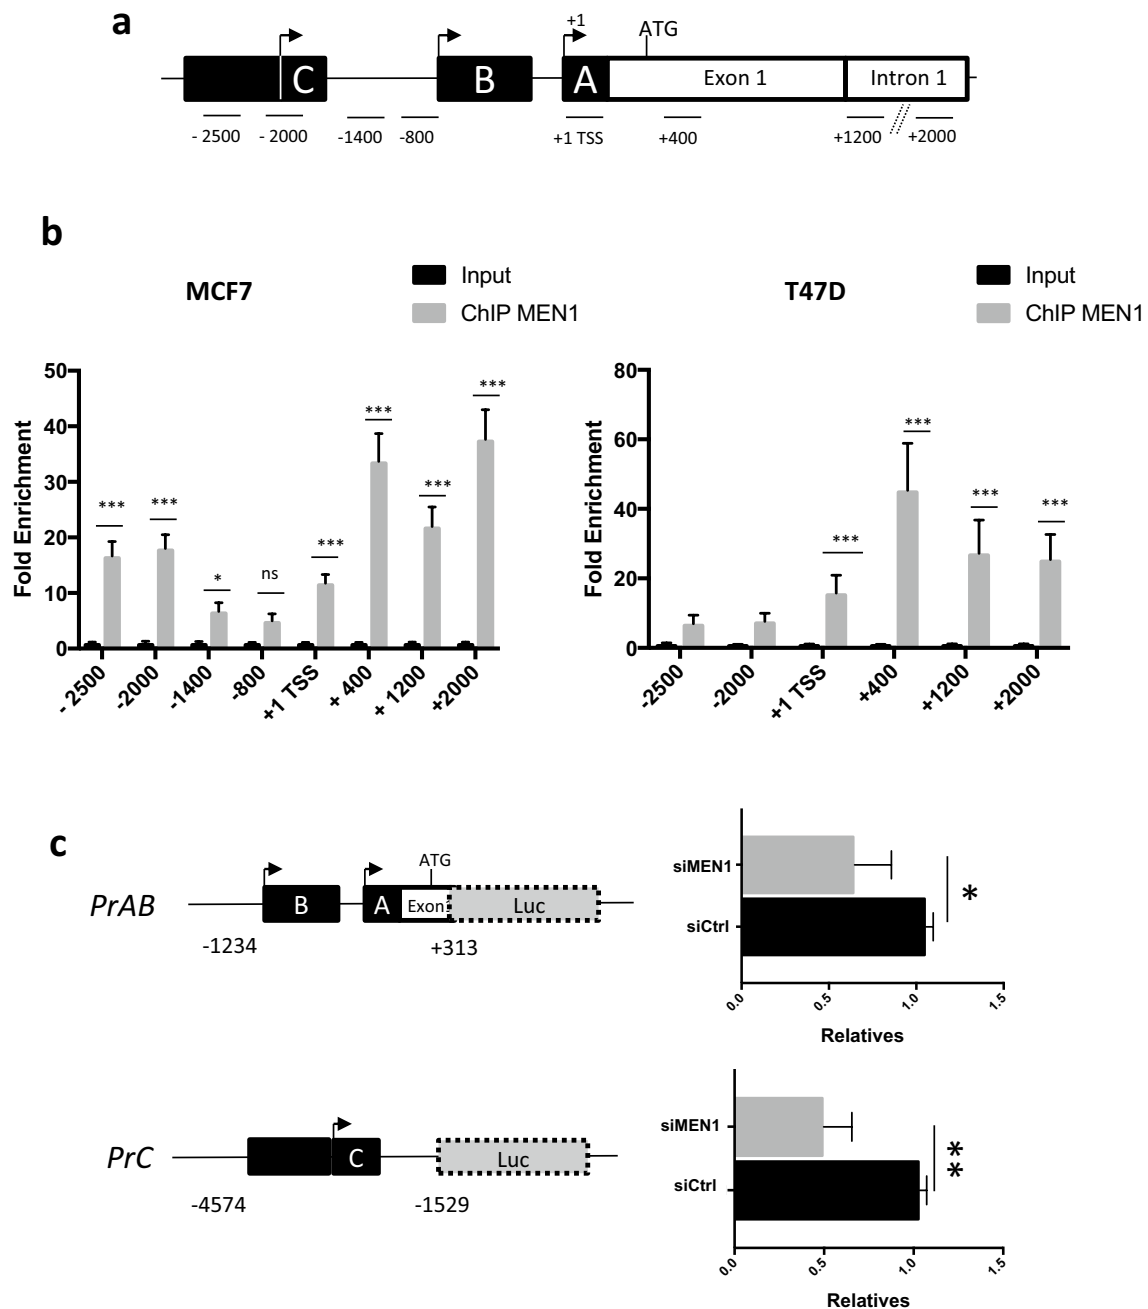 a
+1
ATG
C
B
A
Exon 1
Intron 1
- 2500
- 2000
-1400
-800
+1 TSS
+400
+1200
+2000
b
MCF7
Input
ChIP MEN1
T47D
Input
ChIP MEN1
Fold Enrichment
50
40
30
20
10
0
***
***
*
ns
***
***
***
***
- 2500
-2000
-1400
-800
+1 TSS
+ 400
+ 1200
+2000
Fold Enrichment
80
60
40
20
0
***
***
***
***
-2500
-2000
+1 TSS
+400
+1200
+2000
c
PrAB
ATG
B
A
Exon
Luc
-1234
+313
siMEN1
siCtrl
*
0.0
0.5
1.0
1.5
Relatives
PrC
C
Luc
-4574
-1529
siMEN1
siCtrl
**
0.0
0.5
1.0
1.5
Relatives